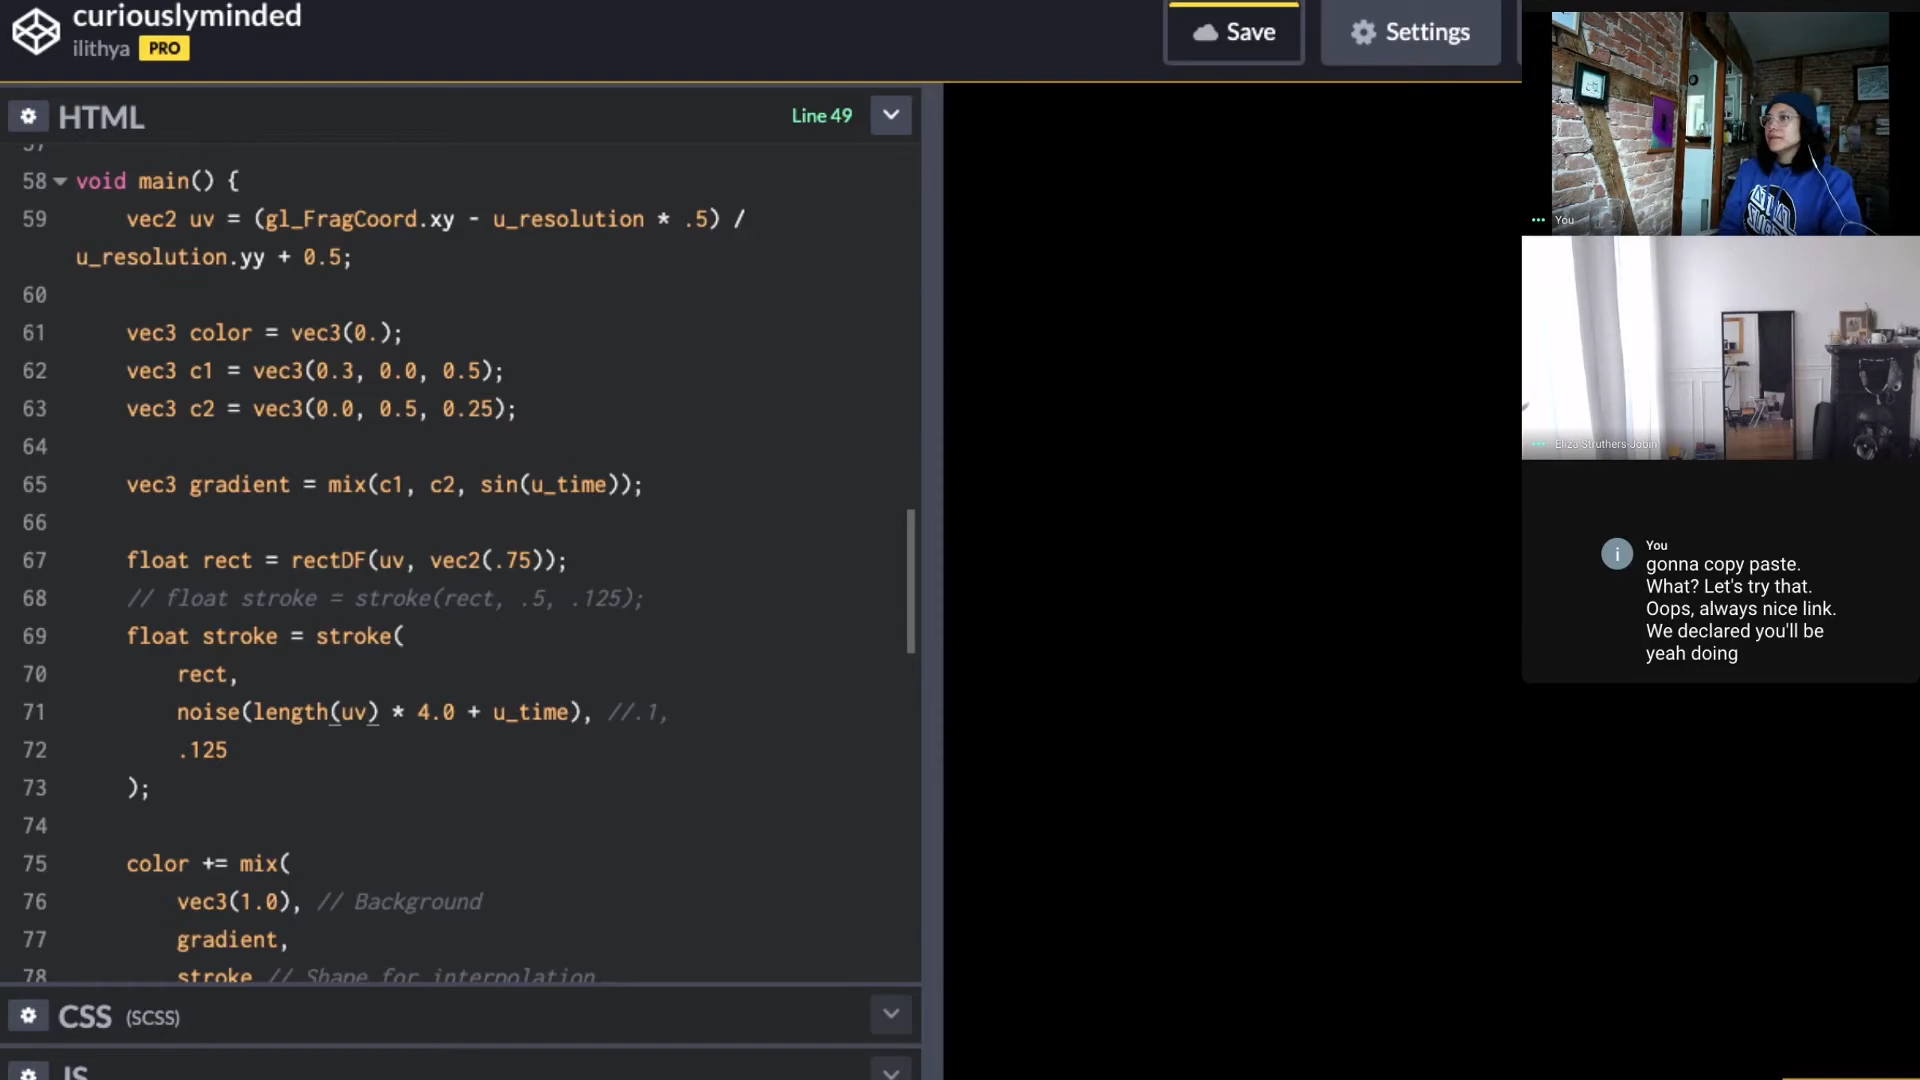 curiouslyminded
ilithya PRO
Save
Settings
HTML
Line 49
57
58 void main() {
59 vec2 uv = (gl_FragCoord.xy - u_resolution * .5) /
u_resolution.yy + 0.5;
60
61 vec3 color = vec3(0.);
62 vec3 c1 = vec3(0.3, 0.0, 0.5);
63 vec3 c2 = vec3(0.0, 0.5, 0.25);
64
65 vec3 gradient = mix(c1, c2, sin(u_time));
66
67 float rect = rectDF(uv, vec2(.75));
68 // float stroke = stroke(rect, .5, .125);
69 float stroke = stroke(
70 rect,
71 noise(length(uv) * 4.0 + u_time), //.1,
72 .125
73 );
74
75 color += mix(
76 vec3(1.0), // Background
77 gradient,
78 stroke // Shape for interpolation
CSS (SCSS)
JS
You
Eliza Struthers-Jobin
i
You
gonna copy paste.
What? Let's try that.
Oops, always nice link.
We declared you'll be
yeah doing